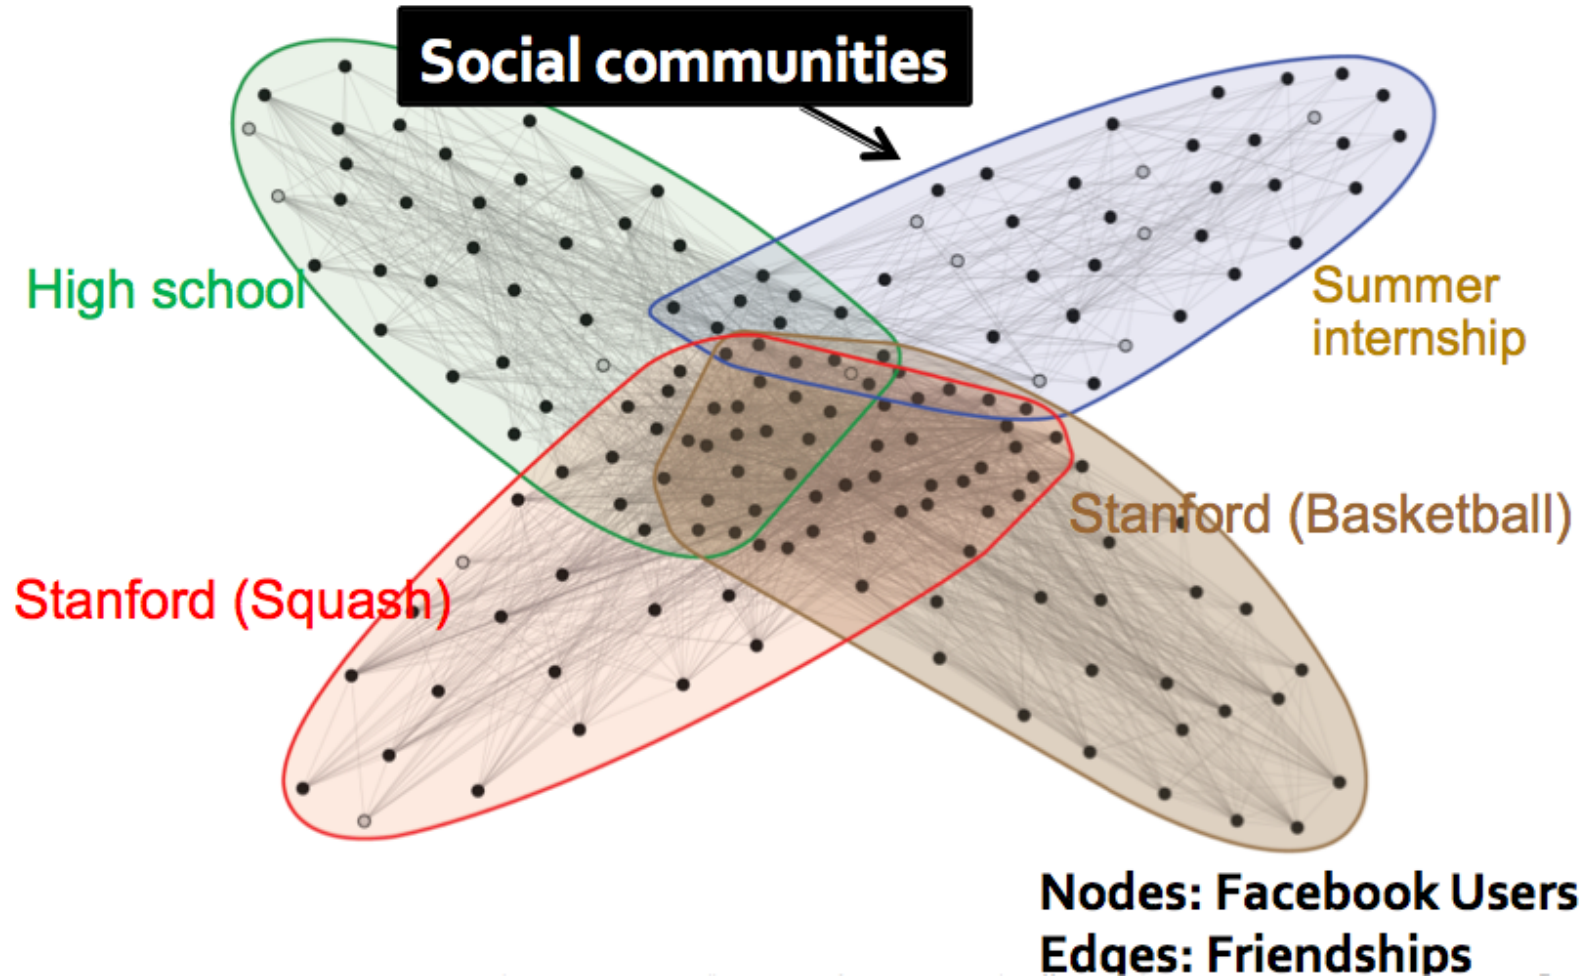 Social communities
High school
Summer
internship
Stanford (Basketball)
Stanford (Squash)
Nodes: Facebook Users
Edges: Friendships